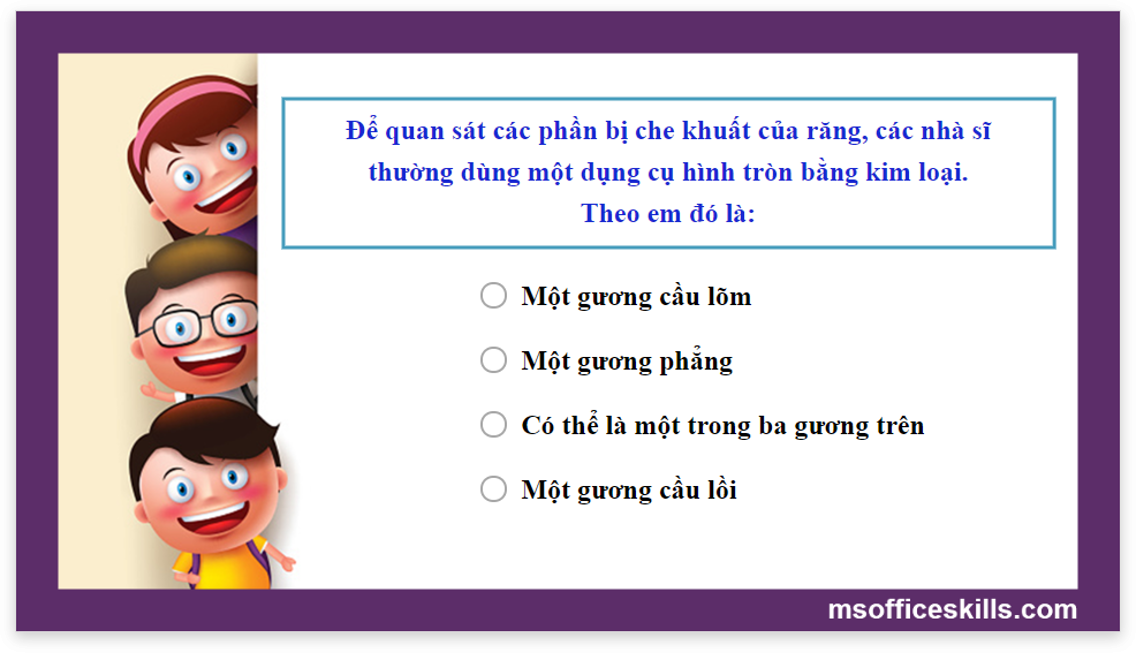 Để quan sát các phần bị che khuất của răng, các nhà sĩ
thường dùng một dụng cụ hình tròn bằng kim loại.
Theo em đó là:
Một gương cầu lõm
Một gương phẳng
Có thể là một trong ba gương trên
Một gương cầu lồi
msofficeskills.com